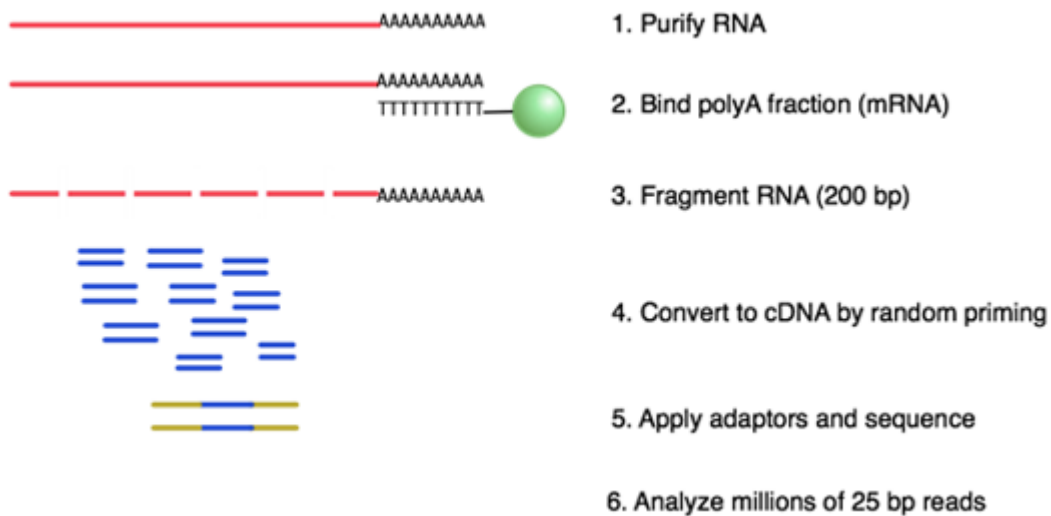 AAAAAAAAAA 1. Purify RNA
AAAAAAAAAA
TTTTTTTTTT 2. Bind polyA fraction (mRNA)
AAAAAAAAAA 3. Fragment RNA (200 bp)
4. Convert to cDNA by random priming
5. Apply adaptors and sequence
6. Analyze millions of 25 bp reads